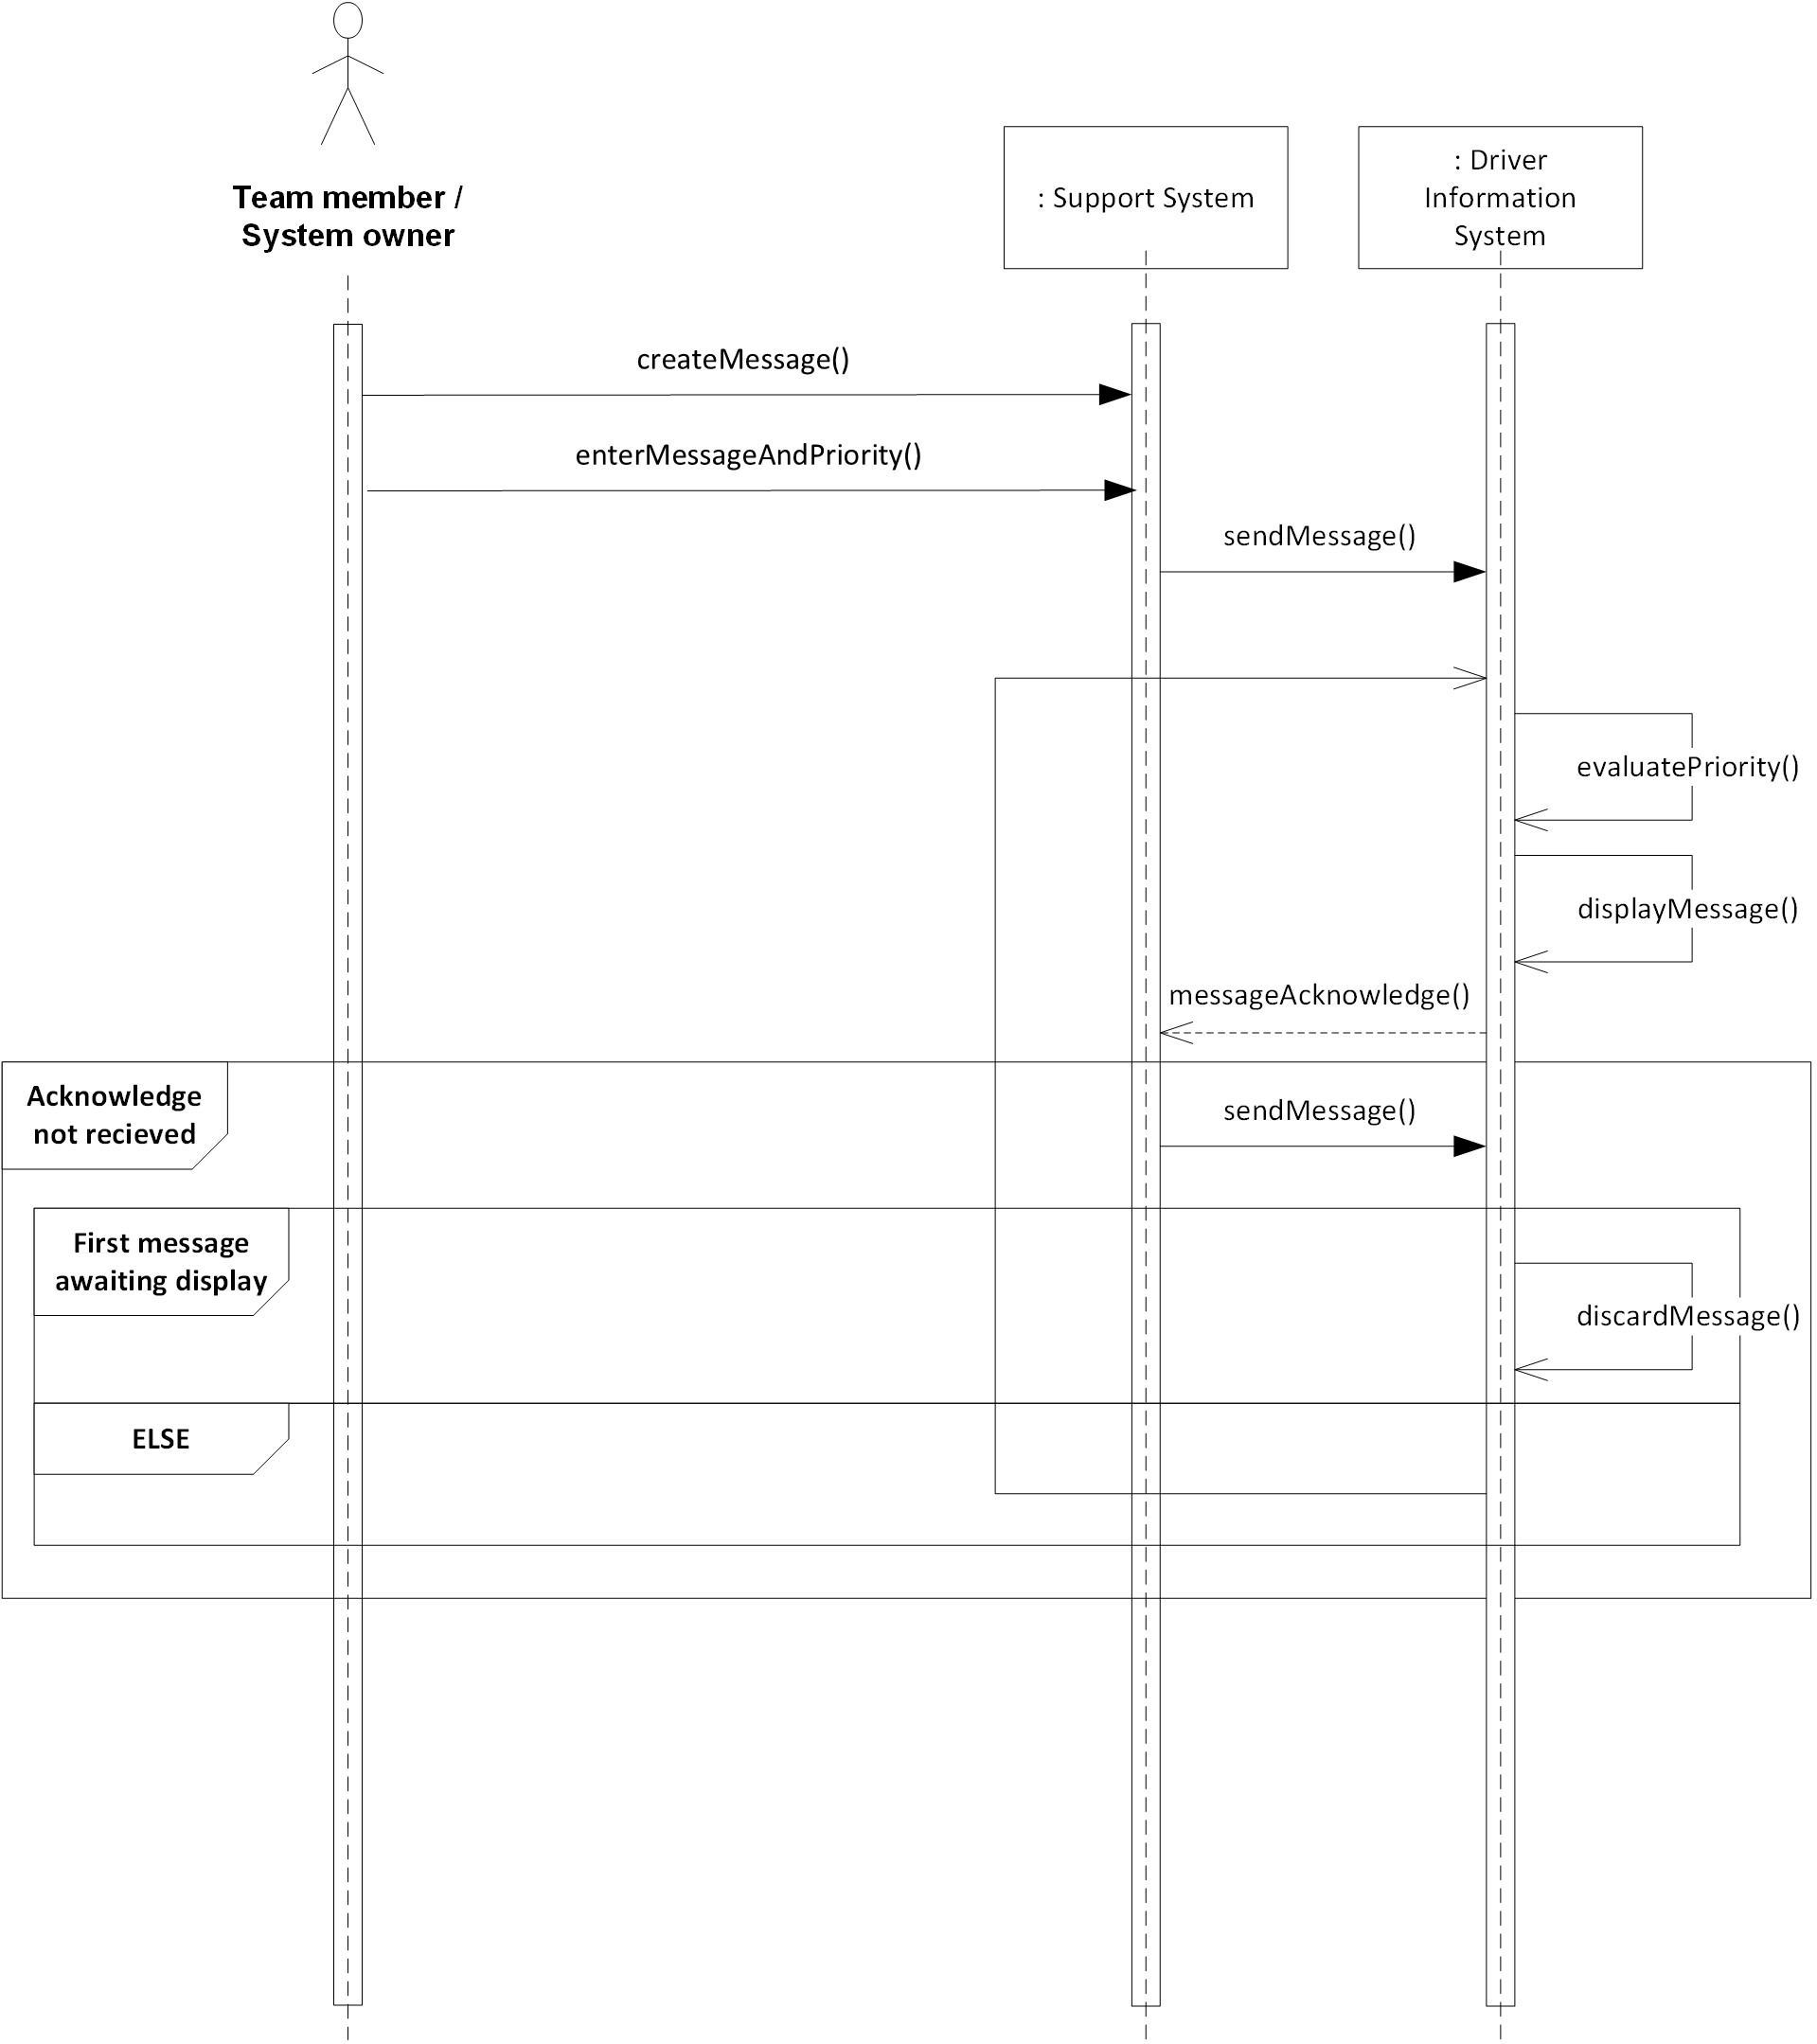 Team member /
System owner
: Support System
: Driver
Information
System
createMessage()
enterMessageAndPriority()
sendMessage()
evaluatePriority()
displayMessage()
messageAcknowledge()
Acknowledge
not recieved
sendMessage()
First message
awaiting display
discardMessage()
ELSE